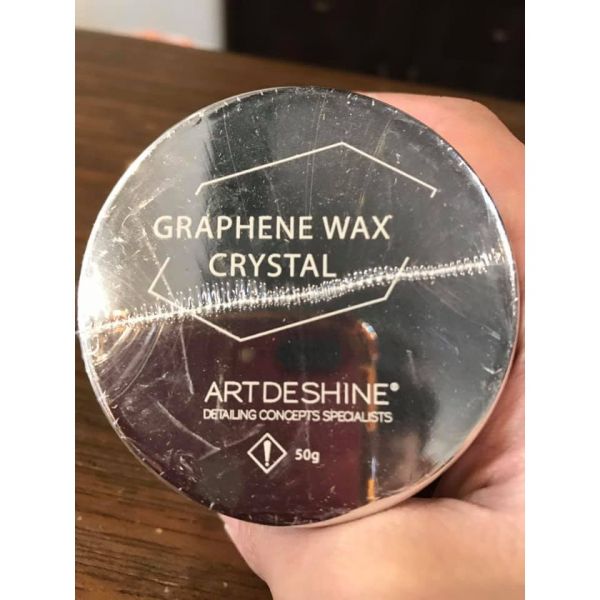 GRAPHENE WAX
CRYSTAL
ARTDESHINE®
DETAILING CONCEPTS SPECIALISTS
50g